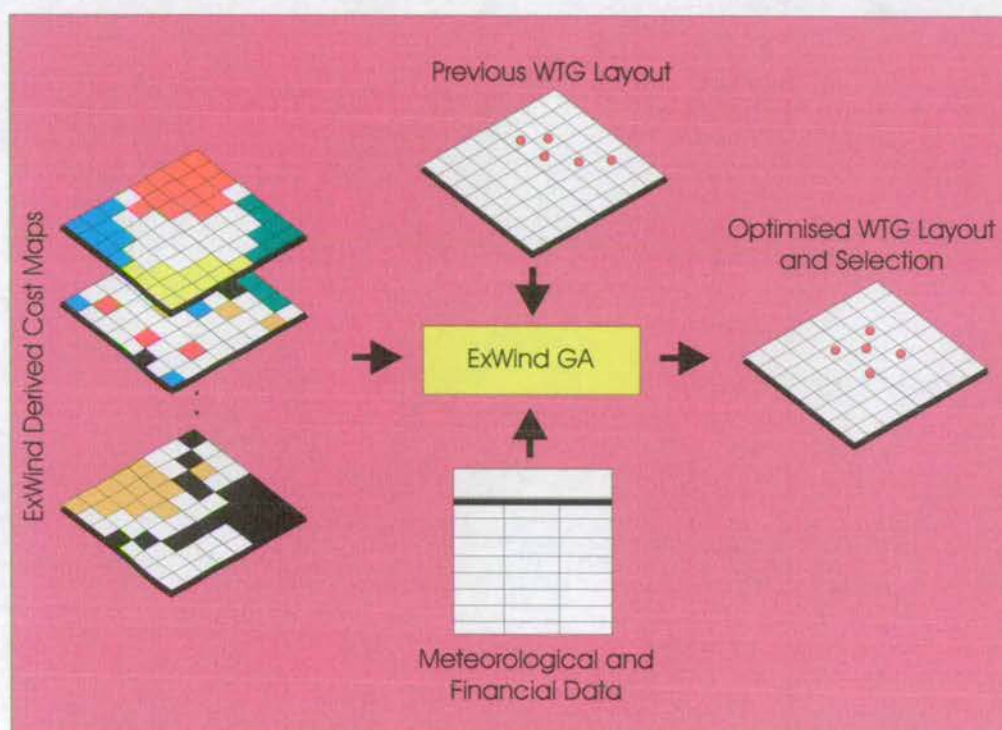 Previous WTG Layout
ExWind Derived Cost Maps
Optimised WTG Layout
and Selection
ExWind GA
Meteorological and
Financial Data